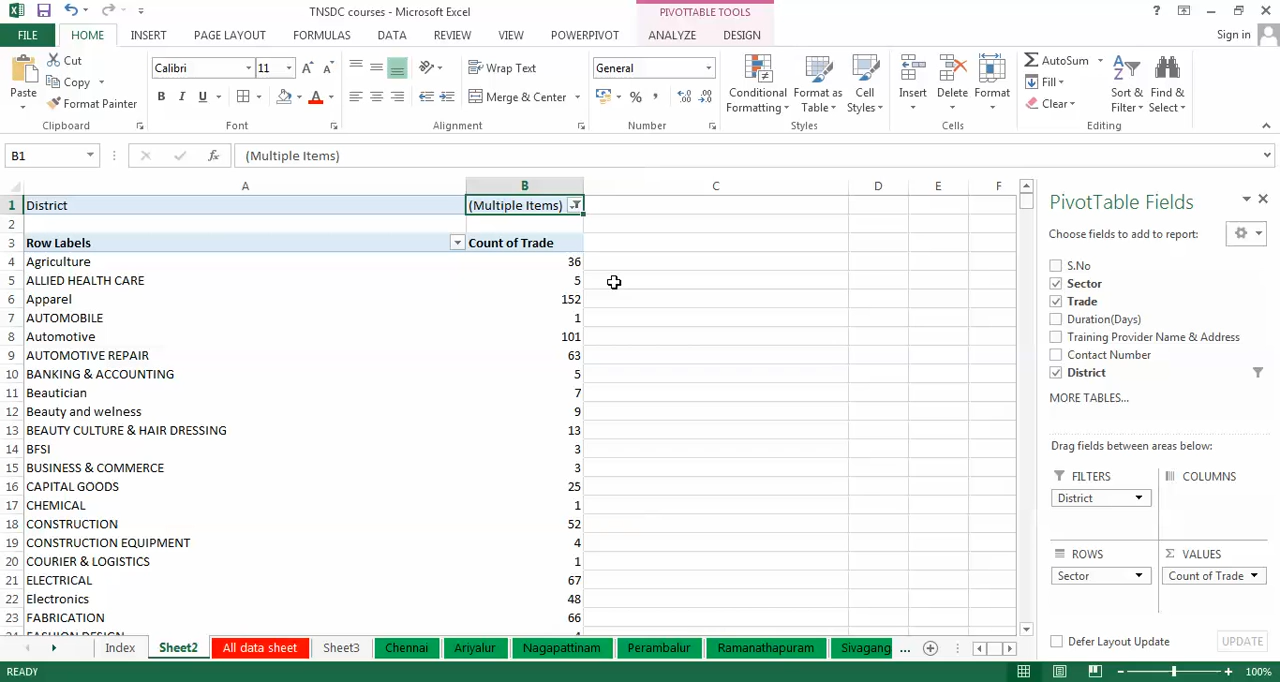 TNSDC courses - Microsoft Excel
PIVOTTABLE TOOLS
?
FILE HOME INSERT PAGE LAYOUT FORMULAS DATA REVIEW VIEW POWERPIVOT ANALYZE DESIGN Sign in
Paste
Cut
Copy
Format Painter
Clipboard
Calibri 11
B I U
Font
Wrap Text
Merge & Center
Alignment
General
%
Number
Conditional Formatting
Format as Table
Cell Styles
Styles
Insert Delete Format
Cells
AutoSum
Fill
Clear
Sort & Filter
Find & Select
Editing
B1 fx (Multiple Items)
A B C D E F
1 District (Multiple Items)
2
3 Row Labels Count of Trade
4 Agriculture 36
5 ALLIED HEALTH CARE 5
6 Apparel 152
7 AUTOMOBILE 1
8 Automotive 101
9 AUTOMOTIVE REPAIR 63
10 BANKING & ACCOUNTING 5
11 Beautician 7
12 Beauty and welness 9
13 BEAUTY CULTURE & HAIR DRESSING 13
14 BFSI 3
15 BUSINESS & COMMERCE 3
16 CAPITAL GOODS 25
17 CHEMICAL 1
18 CONSTRUCTION 52
19 CONSTRUCTION EQUIPMENT 4
20 COURIER & LOGISTICS 1
21 ELECTRICAL 67
22 Electronics 48
23 FABRICATION 66
24 FASHION DESIGN 4
PivotTable Fields
Choose fields to add to report:
S.No
Sector
Trade
Duration(Days)
Training Provider Name & Address
Contact Number
District
MORE TABLES...
Drag fields between areas below:
FILTERS COLUMNS
District
ROWS Σ VALUES
Sector Count of Trade
Defer Layout Update UPDATE
Index Sheet2 All data sheet Sheet3 Chennai Ariyalur Nagapattinam Perambalur Ramanathapuram Sivagang ...
READY 100%